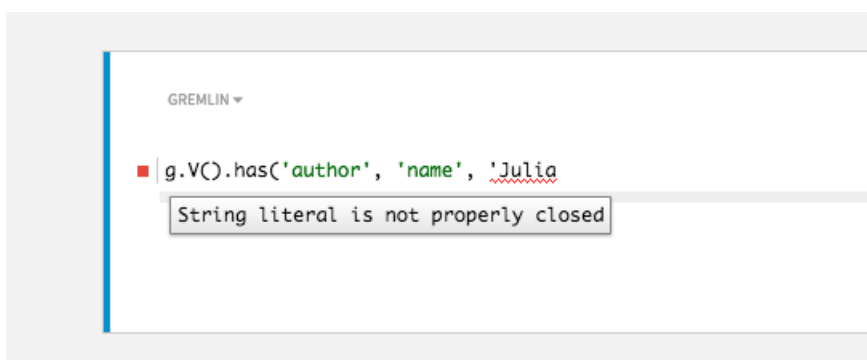 GREMLIN
g.V().has('author', 'name', 'Julia
String literal is not properly closed